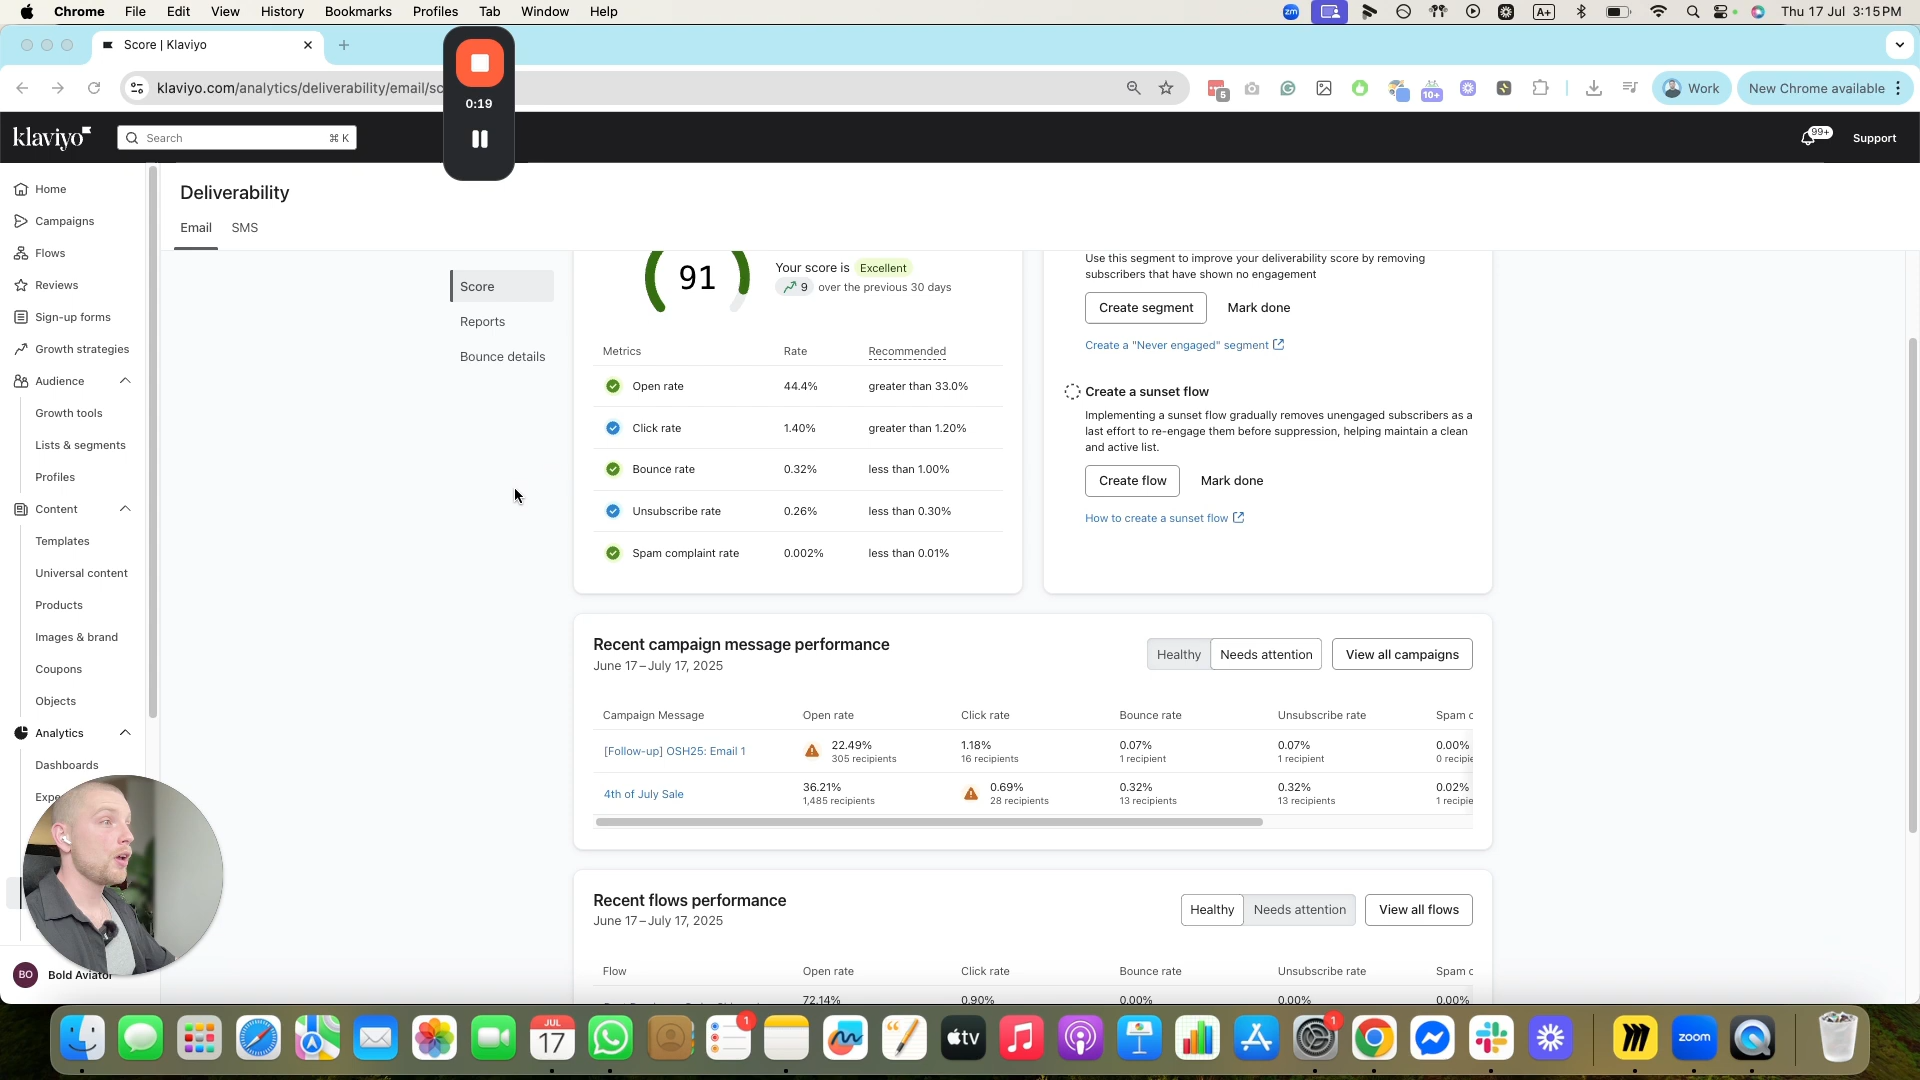 Chrome File Edit View History Bookmarks Profiles Tab Window Help
zm A+ Thu 17 Jul 3:15 PM
Score | Klaviyo
klaviyo.com/analytics/deliverability/email/sc
5
10+
Work
New Chrome available
0:19
klaviyo
Search
⌘ K
99+
Support
Home
Campaigns
Flows
Reviews
Sign-up forms
Growth strategies
Audience
Growth tools
Lists & segments
Profiles
Content
Templates
Universal content
Products
Images & brand
Coupons
Objects
Analytics
Dashboards
BO Bold Aviator
Deliverability
Email SMS
Score
Reports
Bounce details
91
Your score is Excellent
9 over the previous 30 days
Metrics Rate Recommended
Open rate 44.4% greater than 33.0%
Click rate 1.40% greater than 1.20%
Bounce rate 0.32% less than 1.00%
Unsubscribe rate 0.26% less than 0.30%
Spam complaint rate 0.002% less than 0.01%
Use this segment to improve your deliverability score by removing
subscribers that have shown no engagement
Create segment Mark done
Create a "Never engaged" segment
Create a sunset flow
Implementing a sunset flow gradually removes unengaged subscribers as a
last effort to re-engage them before suppression, helping maintain a clean
and active list.
Create flow Mark done
How to create a sunset flow
Recent campaign message performance
June 17 – July 17, 2025
Healthy Needs attention View all campaigns
Campaign Message Open rate Click rate Bounce rate Unsubscribe rate Spam c
[Follow-up] OSH25: Email 1 22.49% 1.18% 0.07% 0.07% 0.00%
305 recipients 16 recipients 1 recipient 1 recipient 0 recipie
4th of July Sale 36.21% 0.69% 0.32% 0.32% 0.02%
1,485 recipients 28 recipients 13 recipients 13 recipients 1 recipie
Recent flows performance
June 17 – July 17, 2025
Healthy Needs attention View all flows
Flow Open rate Click rate Bounce rate Unsubscribe rate Spam c
72.14% 0.90% 0.00% 0.00% 0.00%
JUL
17
1
tv
1
zoom